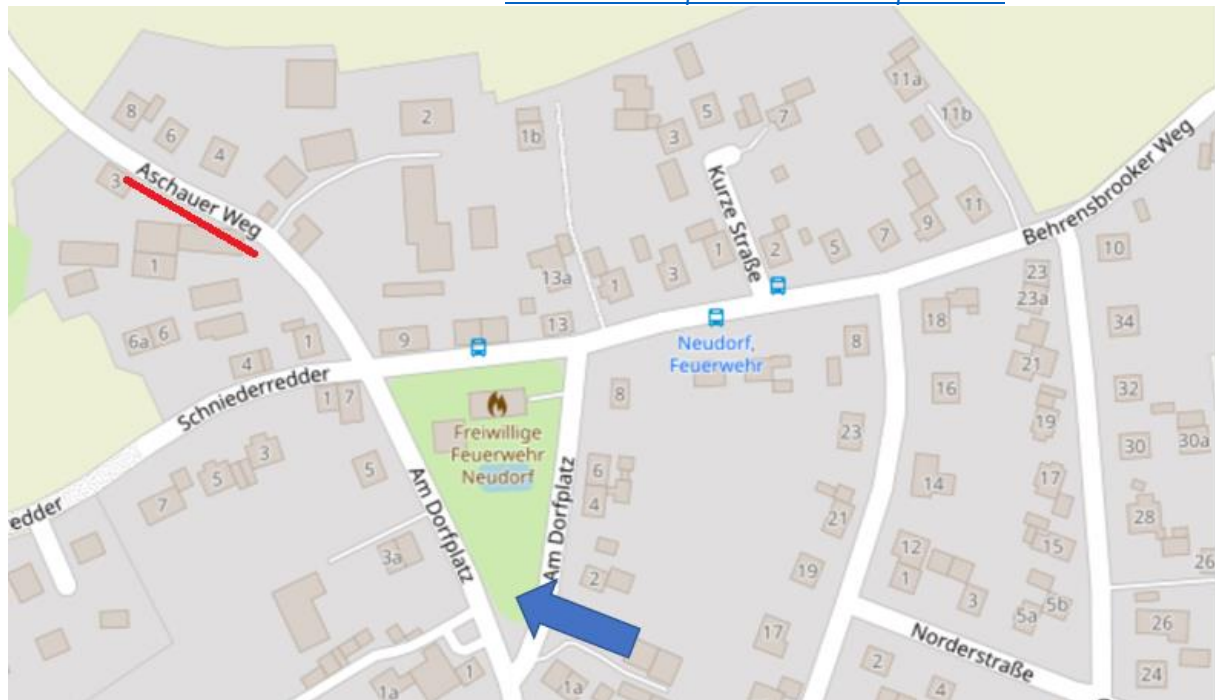 11a
5
8
2
7
11b
6
1b
3
4
Kurze Straße
3
Aschauer Weg
Behrensbrooker Weg
11
9
7
1
2
5
10
1
13a
1
3
23
23a
13
9
18
34
6a
6
1
Neudorf,
Feuerwehr
8
21
4
Schniederredder
16
32
8
1
7
19
Freiwillige
Feuerwehr
Neudorf
23
30
30a
3
5
5
6
17
14
7
4
21
28
edder
Am Dorfplatz
Am Dorfplatz
12
15
3a
26
2
19
1
3
5b
5a
26
17
Norderstraße
1
2
24
1a
1a
4